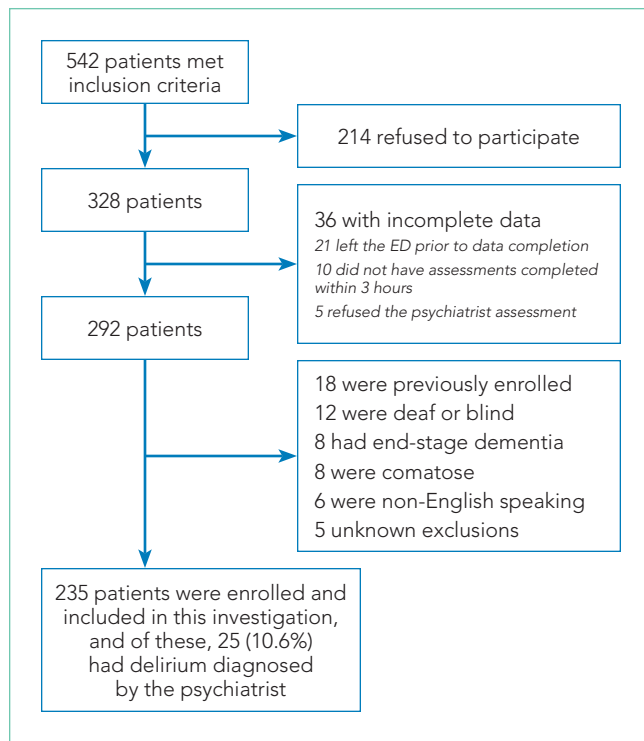 542 patients met
inclusion criteria
214 refused to participate
328 patients
36 with incomplete data
21 left the ED prior to data completion
10 did not have assessments completed
within 3 hours
5 refused the psychiatrist assessment
292 patients
18 were previously enrolled
12 were deaf or blind
8 had end-stage dementia
8 were comatose
6 were non-English speaking
5 unknown exclusions
235 patients were enrolled and
included in this investigation,
and of these, 25 (10.6%)
had delirium diagnosed
by the psychiatrist